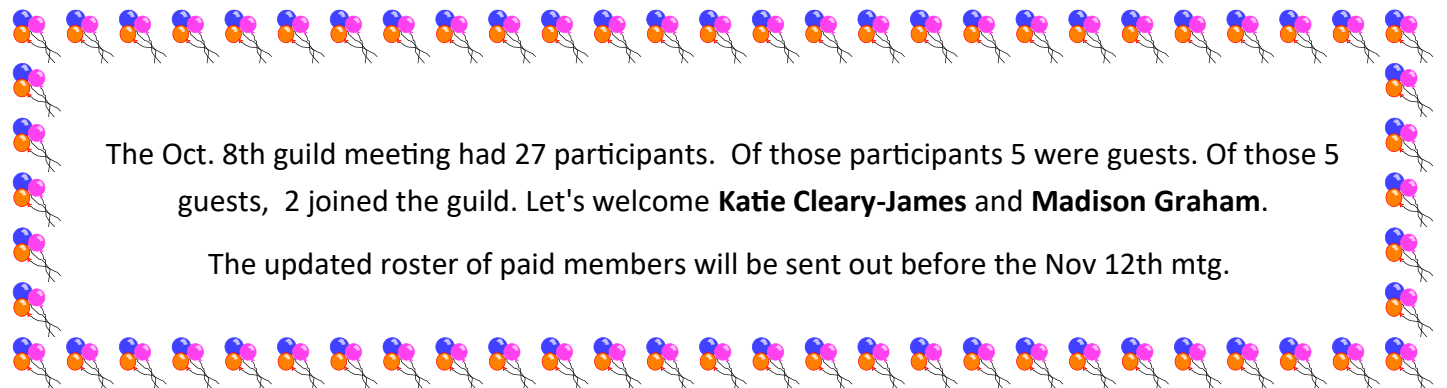 The Oct. 8th guild meeting had 27 participants.  Of those participants 5 were guests. Of those 5
guests,  2 joined the guild. Let's welcome Katie Cleary-James and Madison Graham.
The updated roster of paid members will be sent out before the Nov 12th mtg.